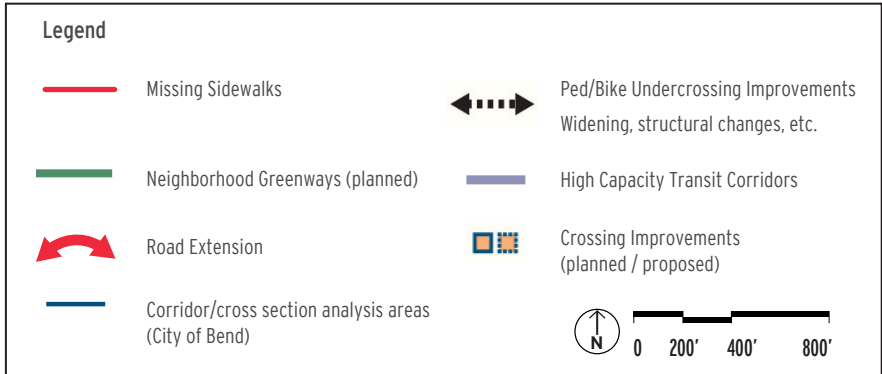 Legend
Missing Sidewalks
Neighborhood Greenways (planned)
Road Extension
Corridor/cross section analysis areas
(City of Bend)
Ped/Bike Undercrossing Improvements
Widening, structural changes, etc.
High Capacity Transit Corridors
Crossing Improvements
(planned / proposed)
N
0 200' 400' 800'